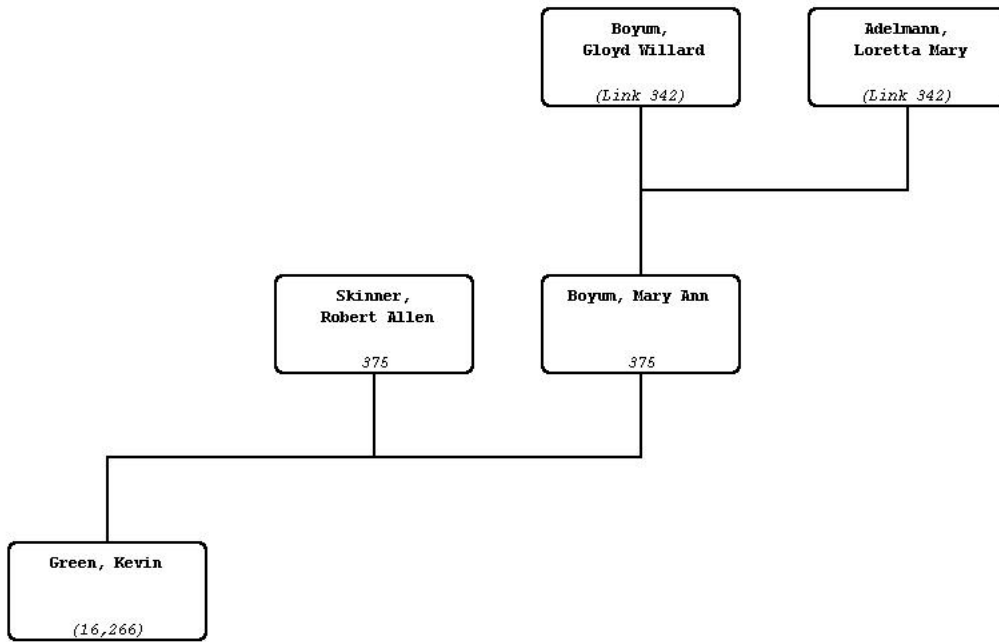 Boyum,
Gloyd Willard
(Link 342)
Adelmann,
Loretta Mary
(Link 342)
Skinner,
Robert Allen
375
Boyum, Mary Ann
375
Green, Kevin
(16,266)